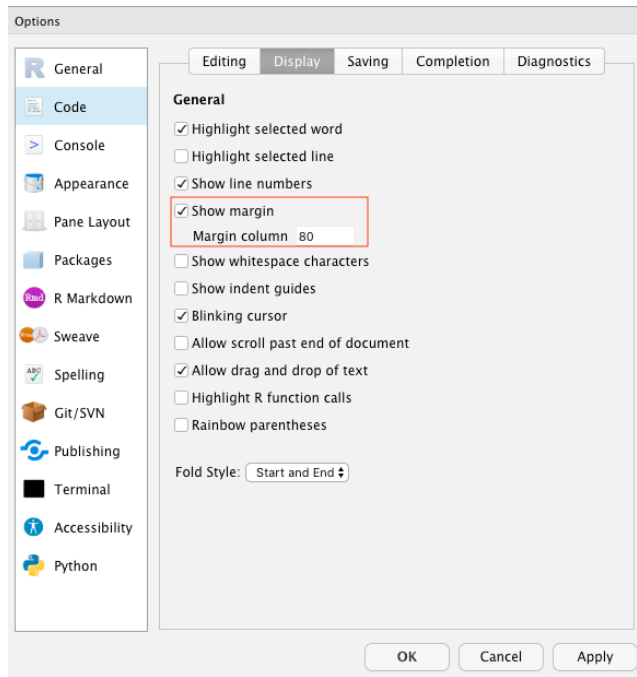 Options
General
Code
Console
Appearance
Pane Layout
Packages
Rmd R Markdown
Sweave
ABC Spelling
Git/SVN
Publishing
Terminal
Accessibility
Python
Editing Display Saving Completion Diagnostics
General
Highlight selected word
Highlight selected line
Show line numbers
Show margin
Margin column 80
Show whitespace characters
Show indent guides
Blinking cursor
Allow scroll past end of document
Allow drag and drop of text
Highlight R function calls
Rainbow parentheses
Fold Style: Start and End
OK Cancel Apply